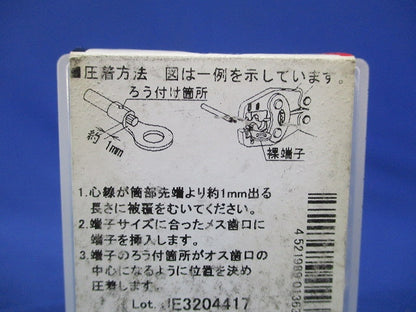 ■圧着方法 図は一例を示しています。
ろう付け箇所
約1mm
裸端子
1.心線が筒部先端より約1mm出る
長さに被覆をむいてください。
2.端子サイズに合ったメス歯口に
端子を挿入します。
3.端子のろう付箇所がオス歯口の
中心になるように位置を決め
圧着します。
Lot. JE3204417